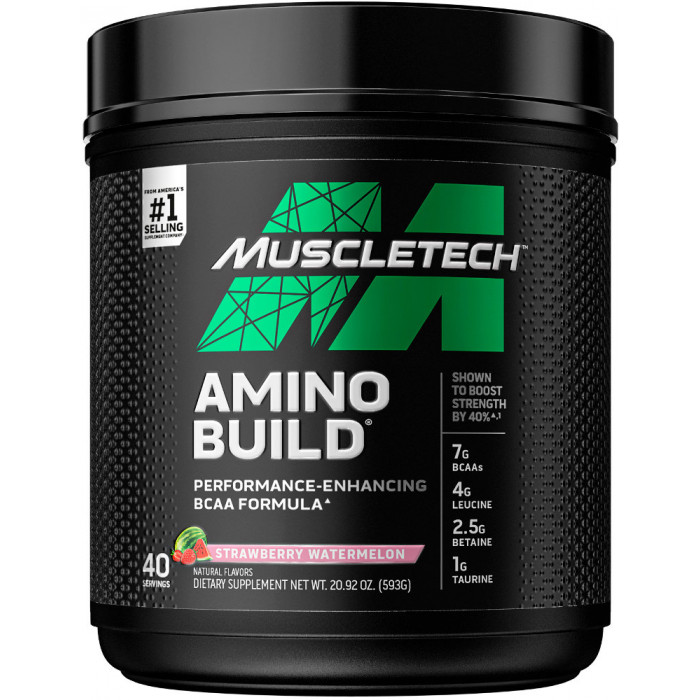 FROM AMERICA'S
#1
SELLING
SUPPLEMENT COMPANY
MUSCLETECH™
AMINO
BUILD®
PERFORMANCE-ENHANCING
BCAA FORMULA▲
STRAWBERRY WATERMELON
40
SERVINGS
NATURAL FLAVORS
DIETARY SUPPLEMENT NET WT. 20.92 OZ. (593G)
SHOWN
TO BOOST
STRENGTH
BY 40%▲,1
7G
BCAAs
4G
LEUCINE
2.5G
BETAINE
1G
TAURINE